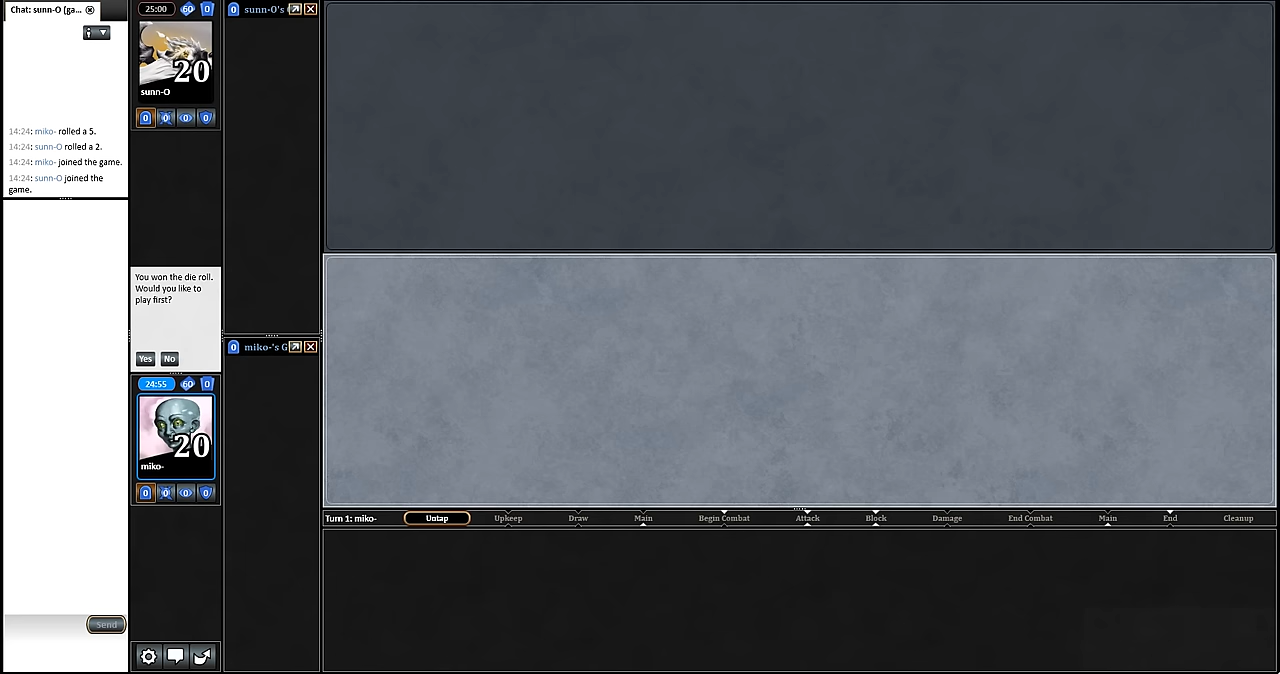 Chat: sunn-O (ga...
14:24: miko- rolled a 5.
14:24: sunn-O rolled a 2.
14:24: miko- joined the game.
14:24: sunn-O joined the
game.
Send
25:00 60 0
20
sunn-O
0 0 0 0
You won the die roll.
Would you like to
play first?
Yes No
24:55 60 0
20
miko-
0 0 0 0
0 sunn-O's
0 miko-'s G
Turn 1: miko- Untap Upkeep Draw Main Begin Combat Attack Block Damage End Combat Main End Cleanup